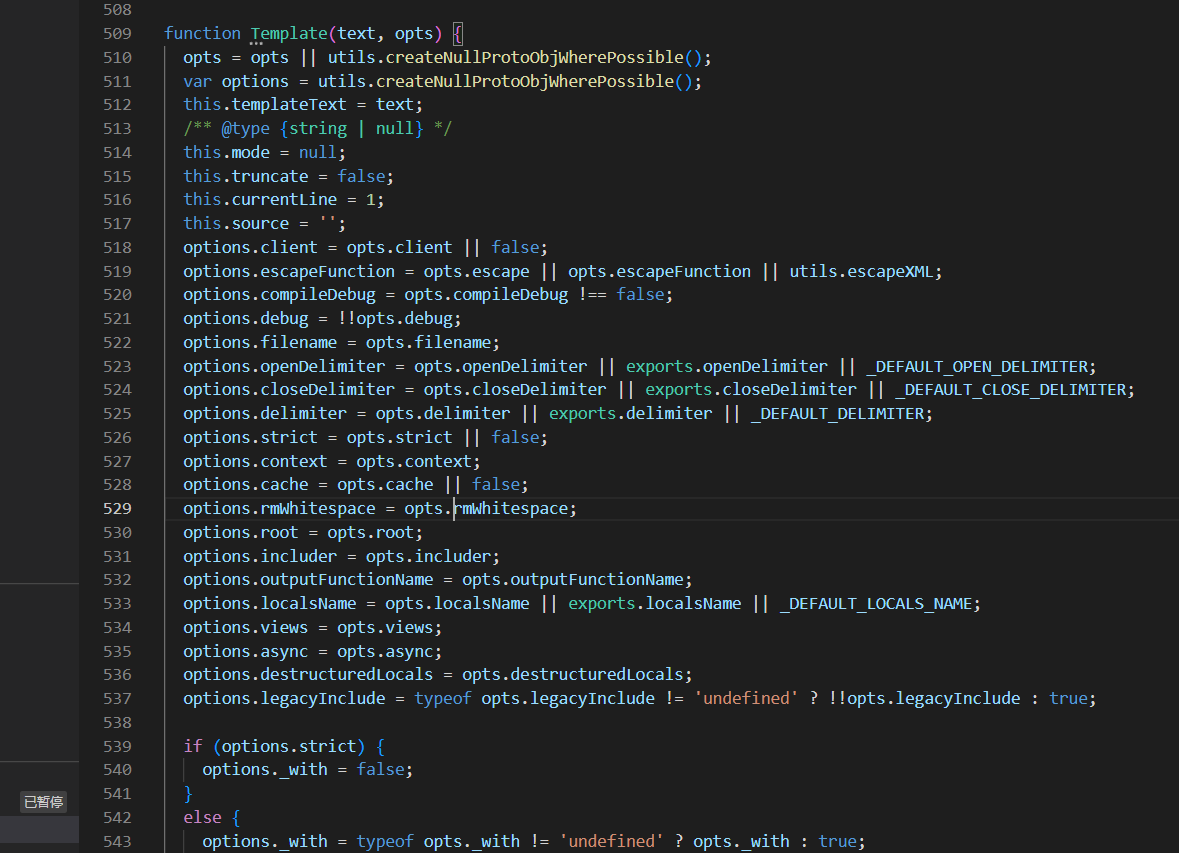 508
509 function Template(text, opts) {
510 opts = opts || utils.createNullProtoObjWherePossible();
511 var options = utils.createNullProtoObjWherePossible();
512 this.templateText = text;
513 /** @type {string | null} */
514 this.mode = null;
515 this.truncate = false;
516 this.currentLine = 1;
517 this.source = '';
518 options.client = opts.client || false;
519 options.escapeFunction = opts.escape || opts.escapeFunction || utils.escapeXML;
520 options.compileDebug = opts.compileDebug !== false;
521 options.debug = !!opts.debug;
522 options.filename = opts.filename;
523 options.openDelimiter = opts.openDelimiter || exports.openDelimiter || _DEFAULT_OPEN_DELIMITER;
524 options.closeDelimiter = opts.closeDelimiter || exports.closeDelimiter || _DEFAULT_CLOSE_DELIMITER;
525 options.delimiter = opts.delimiter || exports.delimiter || _DEFAULT_DELIMITER;
526 options.strict = opts.strict || false;
527 options.context = opts.context;
528 options.cache = opts.cache || false;
529 options.rmWhitespace = opts.rmWhitespace;
530 options.root = opts.root;
531 options.includer = opts.includer;
532 options.outputFunctionName = opts.outputFunctionName;
533 options.localsName = opts.localsName || exports.localsName || _DEFAULT_LOCALS_NAME;
534 options.views = opts.views;
535 options.async = opts.async;
536 options.destructuredLocals = opts.destructuredLocals;
537 options.legacyInclude = typeof opts.legacyInclude != 'undefined' ? !!opts.legacyInclude : true;
538
539 if (options.strict) {
540 options._with = false;
541 }
542 else {
543 options._with = typeof opts._with != 'undefined' ? opts._with : true;
已暂停